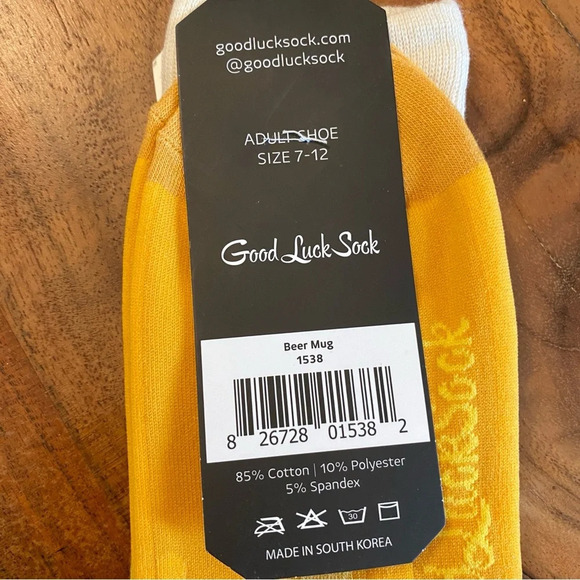 goodlucksock.com
@goodlucksock
ADULT SHOE
SIZE 7-12
Good Luck Sock
Beer Mug
1538
8 26728 01538 2
85% Cotton | 10% Polyester
5% Spandex
30
MADE IN SOUTH KOREA
LuckSock